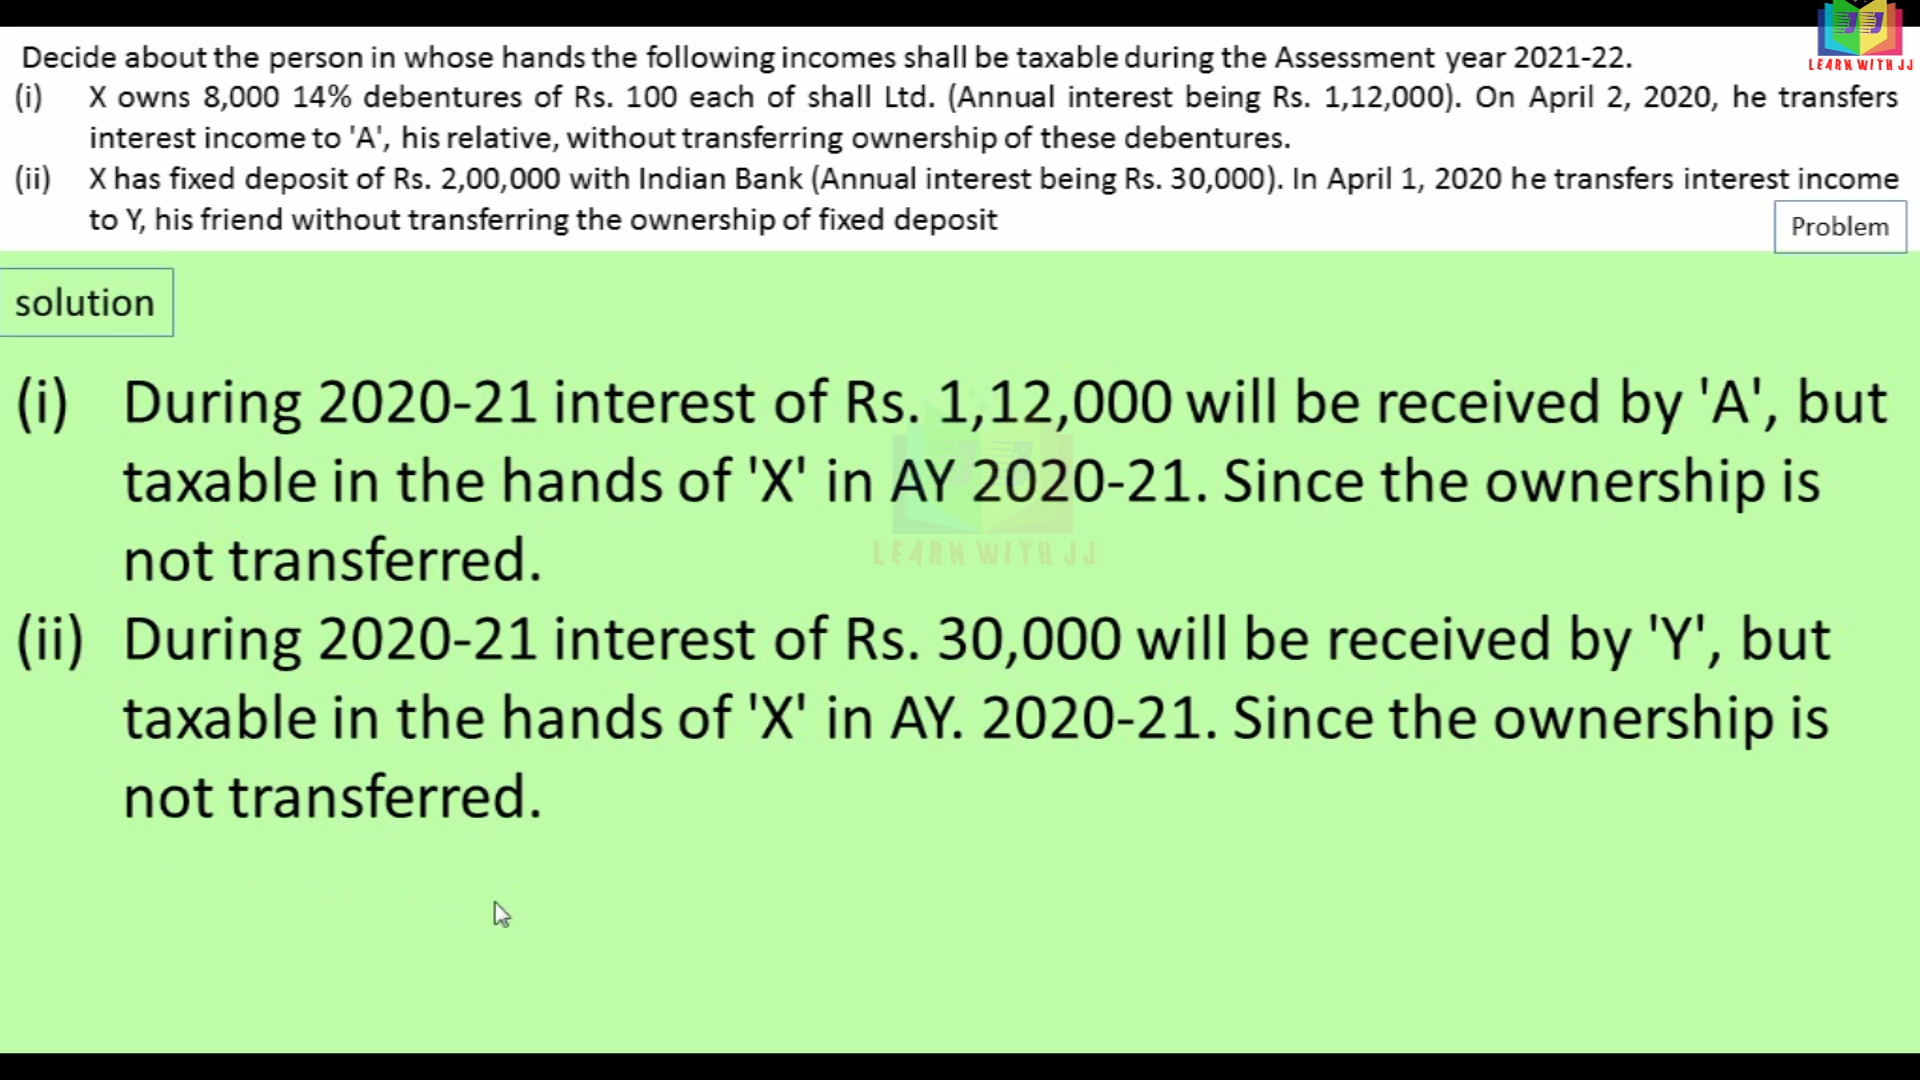 LEARN WITH JJ
Decide about the person in whose hands the following incomes shall be taxable during the Assessment year 2021-22.
(i) X owns 8,000 14% debentures of Rs. 100 each of shall Ltd. (Annual interest being Rs. 1,12,000). On April 2, 2020, he transfers
interest income to 'A', his relative, without transferring ownership of these debentures.
(ii) X has fixed deposit of Rs. 2,00,000 with Indian Bank (Annual interest being Rs. 30,000). In April 1, 2020 he transfers interest income
to Y, his friend without transferring the ownership of fixed deposit
Problem
solution
(i) During 2020-21 interest of Rs. 1,12,000 will be received by 'A', but
taxable in the hands of 'X' in AY 2020-21. Since the ownership is
not transferred.
LEARN WITH JJ
(ii) During 2020-21 interest of Rs. 30,000 will be received by 'Y', but
taxable in the hands of 'X' in AY. 2020-21. Since the ownership is
not transferred.